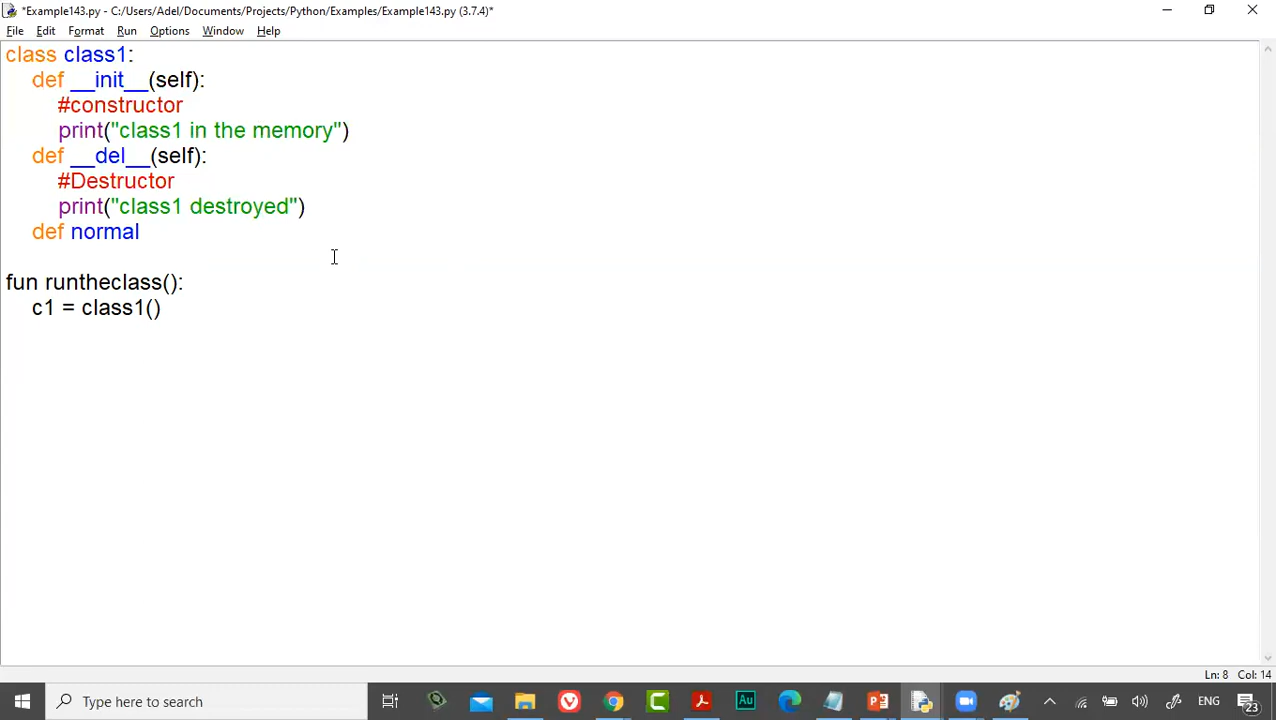 *Example143.py - C:/Users/Adel/Documents/Projects/Python/Examples/Example143.py (3.7.4)*
File Edit Format Run Options Window Help
class class1:
    def __init__(self):
        #constructor
        print("class1 in the memory")
    def __del__(self):
        #Destructor
        print("class1 destroyed")
    def normal
fun runtheclass():
    c1 = class1()
Ln: 8 Col: 14
Type here to search
Au
ENG
23